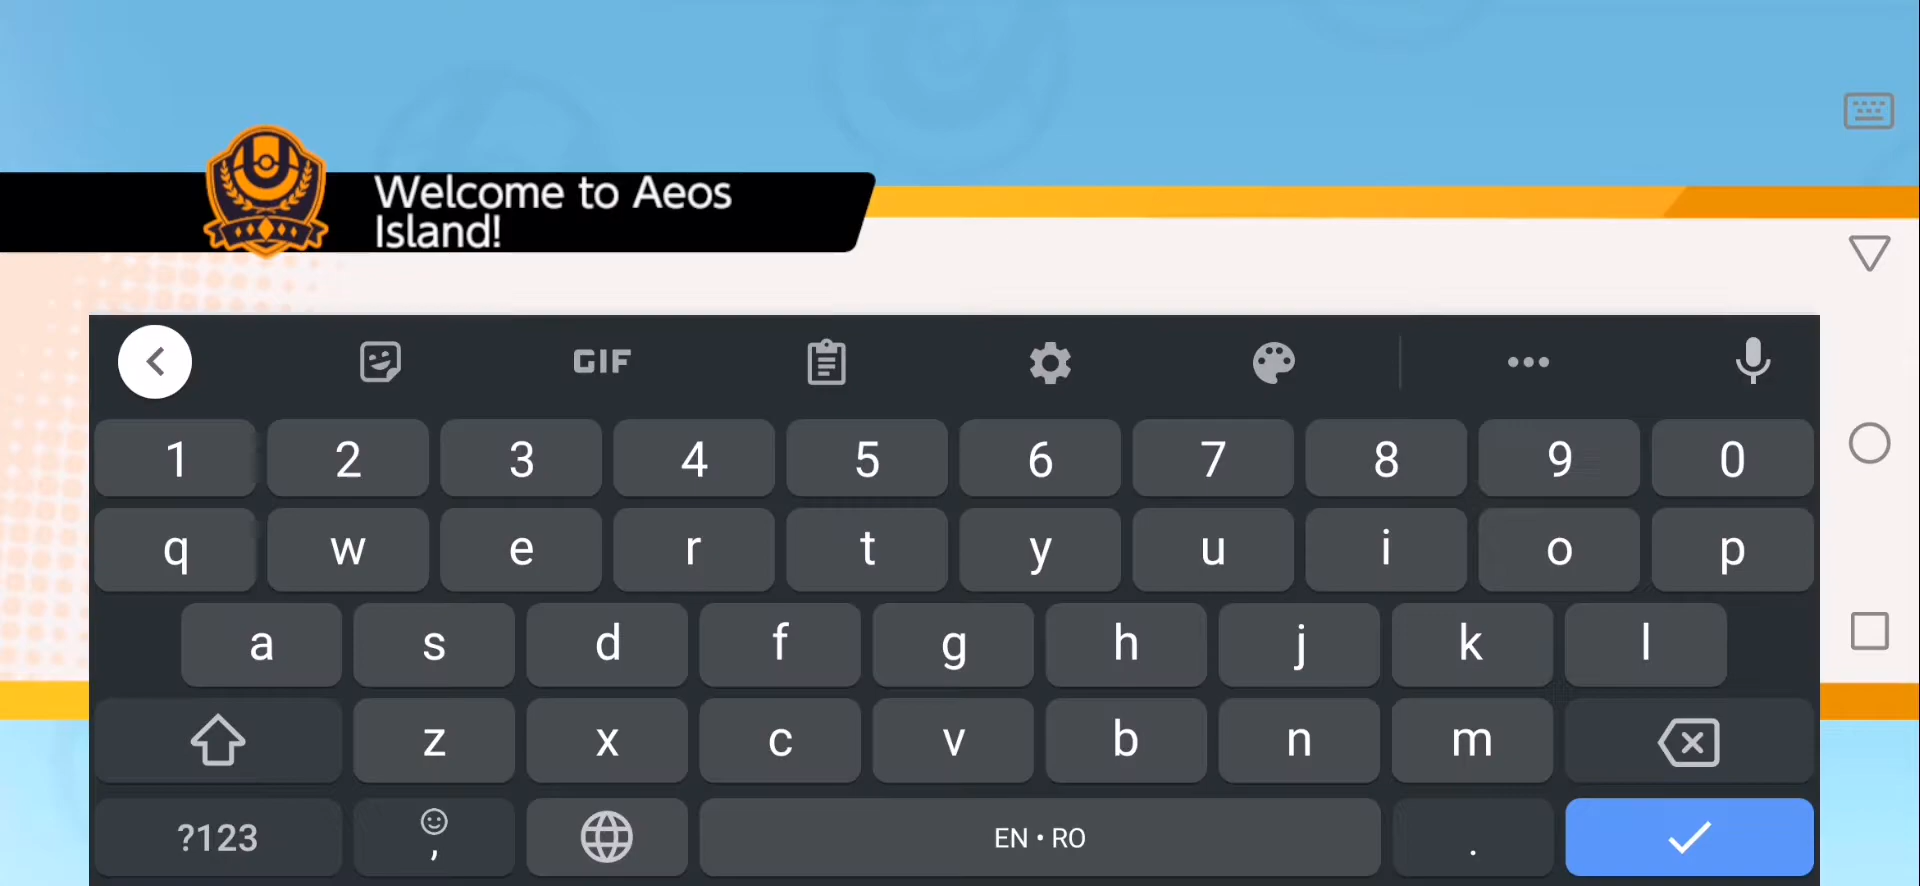 Welcome to Aeos
Island!
GIF
1 2 3 4 5 6 7 8 9 0
q w e r t y u i o p
a s d f g h j k l
z x c v b n m
?123 , EN • RO .